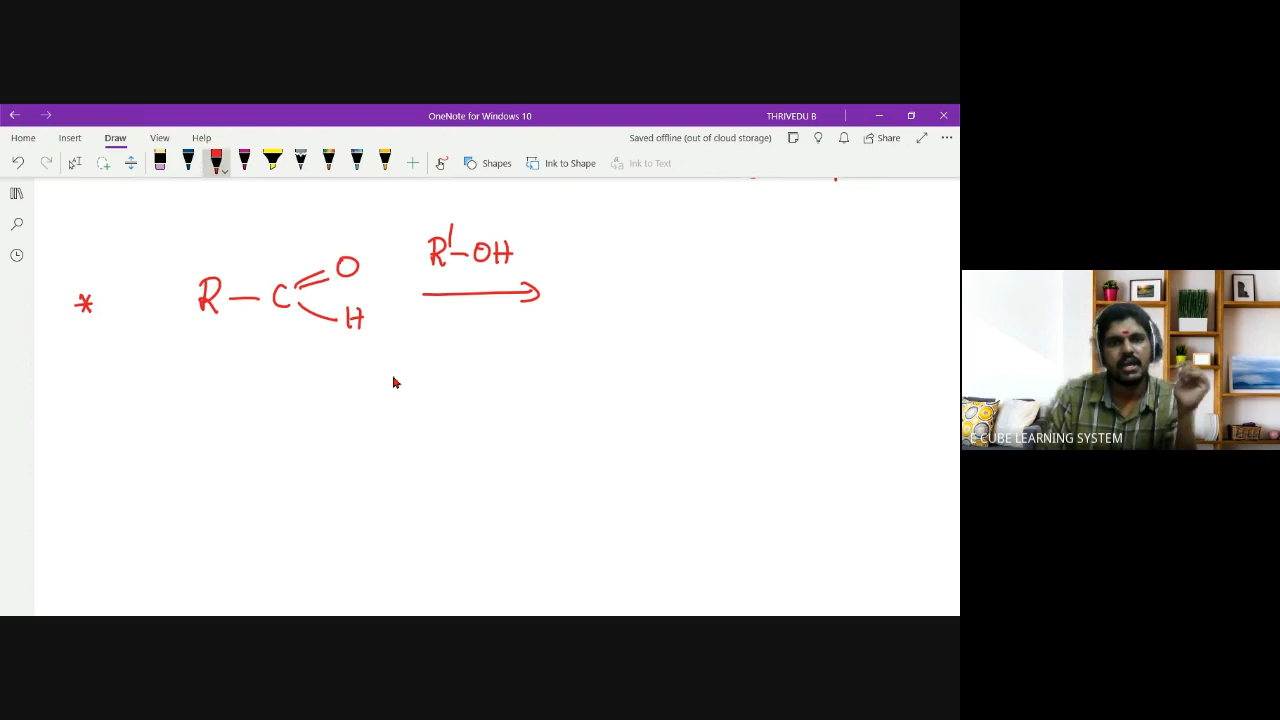 OneNote for Windows 10
THRIVEDU B
Home Insert Draw View Help
Saved offline (out of cloud storage)
Share
Shapes
Ink to Shape
Ink to Text
R'-OH
* R-C=O
H
E CUBE LEARNING SYSTEM